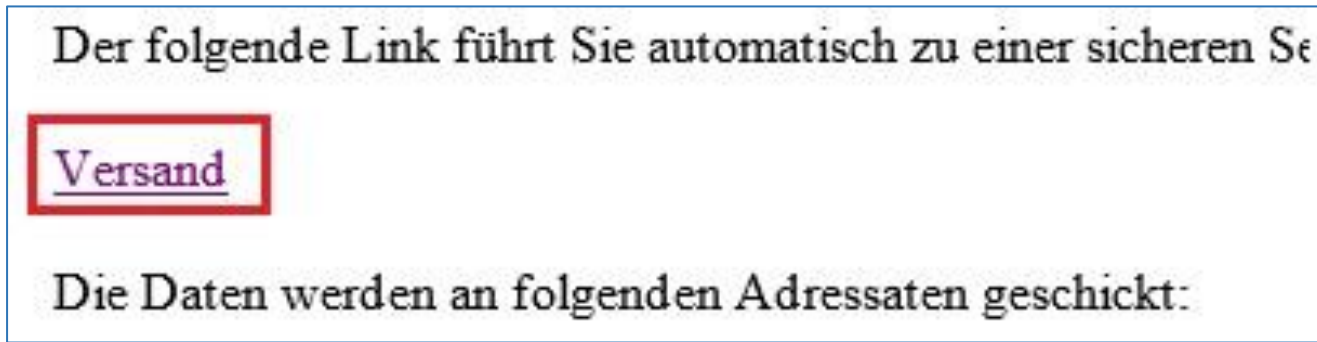 Der folgende Link führt Sie automatisch zu einer sicheren
Versand
Die Daten werden an folgenden Adressaten geschickt: